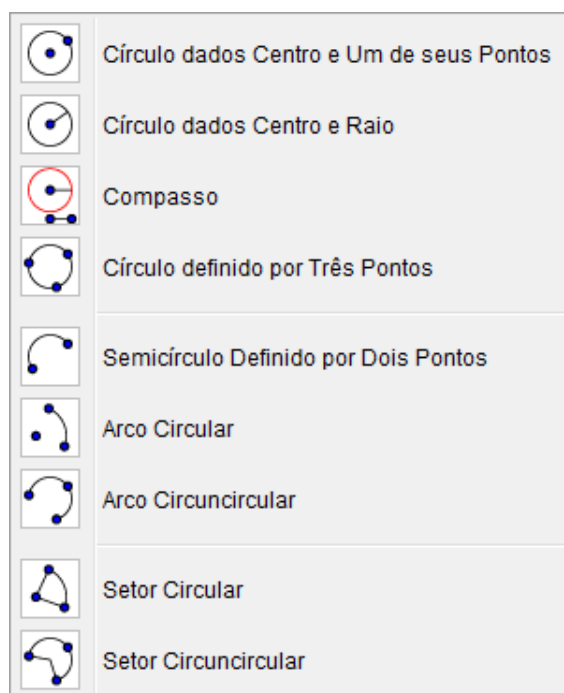 Círculo dados Centro e Um de seus Pontos
Círculo dados Centro e Raio
Compasso
Círculo definido por Três Pontos
Semicírculo Definido por Dois Pontos
Arco Circular
Arco Circuncircular
Setor Circular
Setor Circuncircular